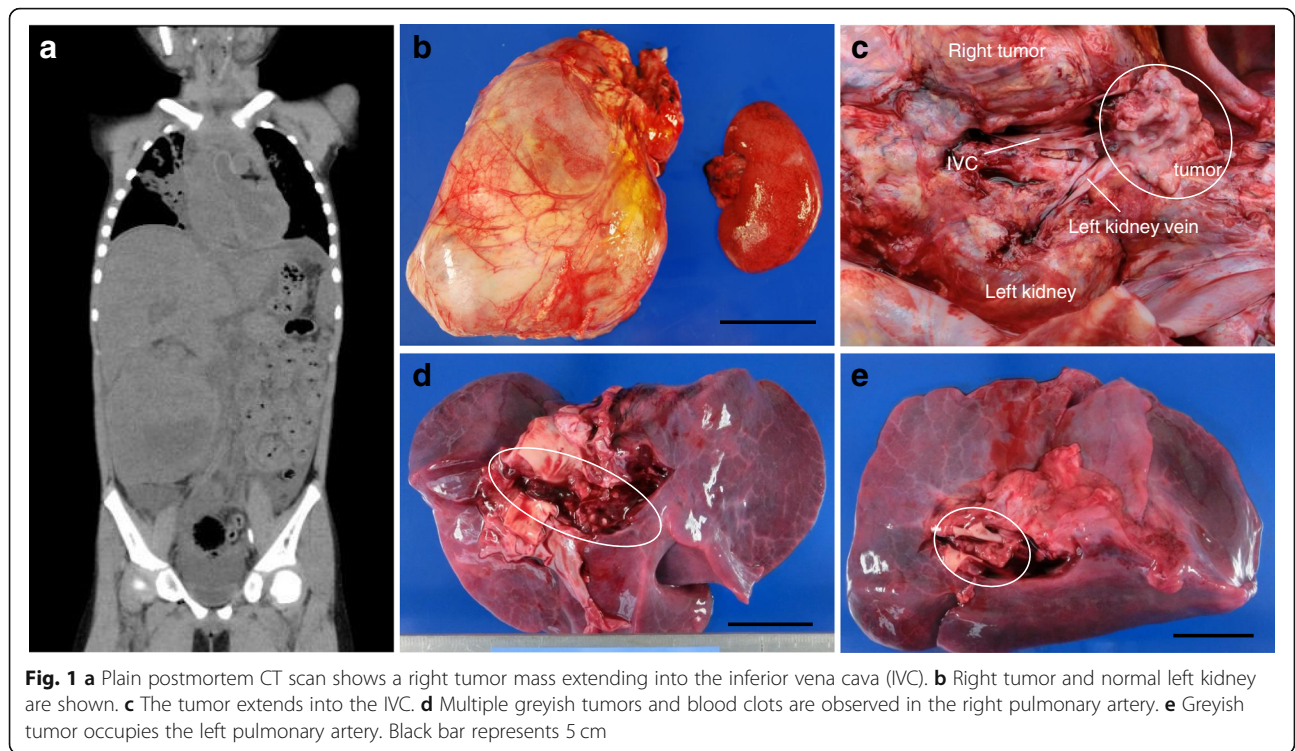 a
b
c
Right tumor
IVC
tumor
Left kidney vein
Left kidney
d
e
Fig. 1 a Plain postmortem CT scan shows a right tumor mass extending into the inferior vena cava (IVC). b Right tumor and normal left kidney
are shown. c The tumor extends into the IVC. d Multiple greyish tumors and blood clots are observed in the right pulmonary artery. e Greyish
tumor occupies the left pulmonary artery. Black bar represents 5 cm